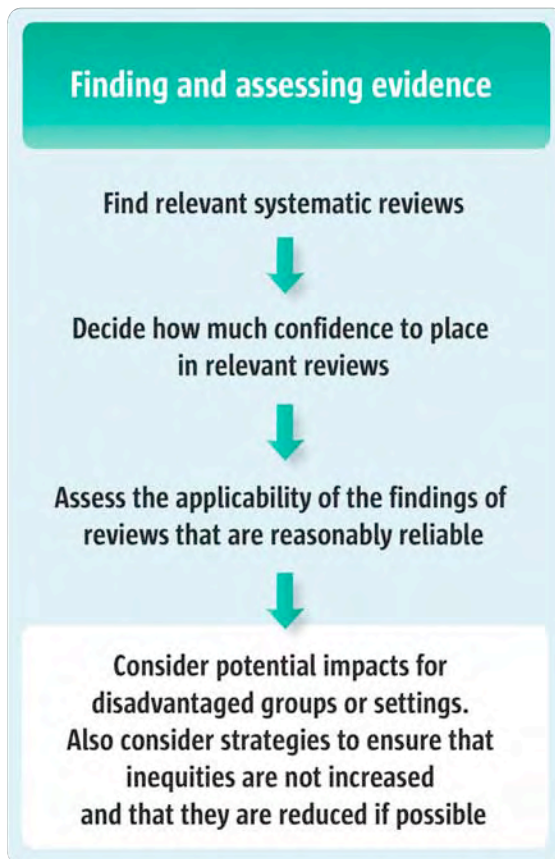 Finding and assessing evidence
Find relevant systematic reviews
Decide how much confidence to place
in relevant reviews
Assess the applicability of the findings of
reviews that are reasonably reliable
Consider potential impacts for
disadvantaged groups or settings.
Also consider strategies to ensure that
inequities are not increased
and that they are reduced if possible